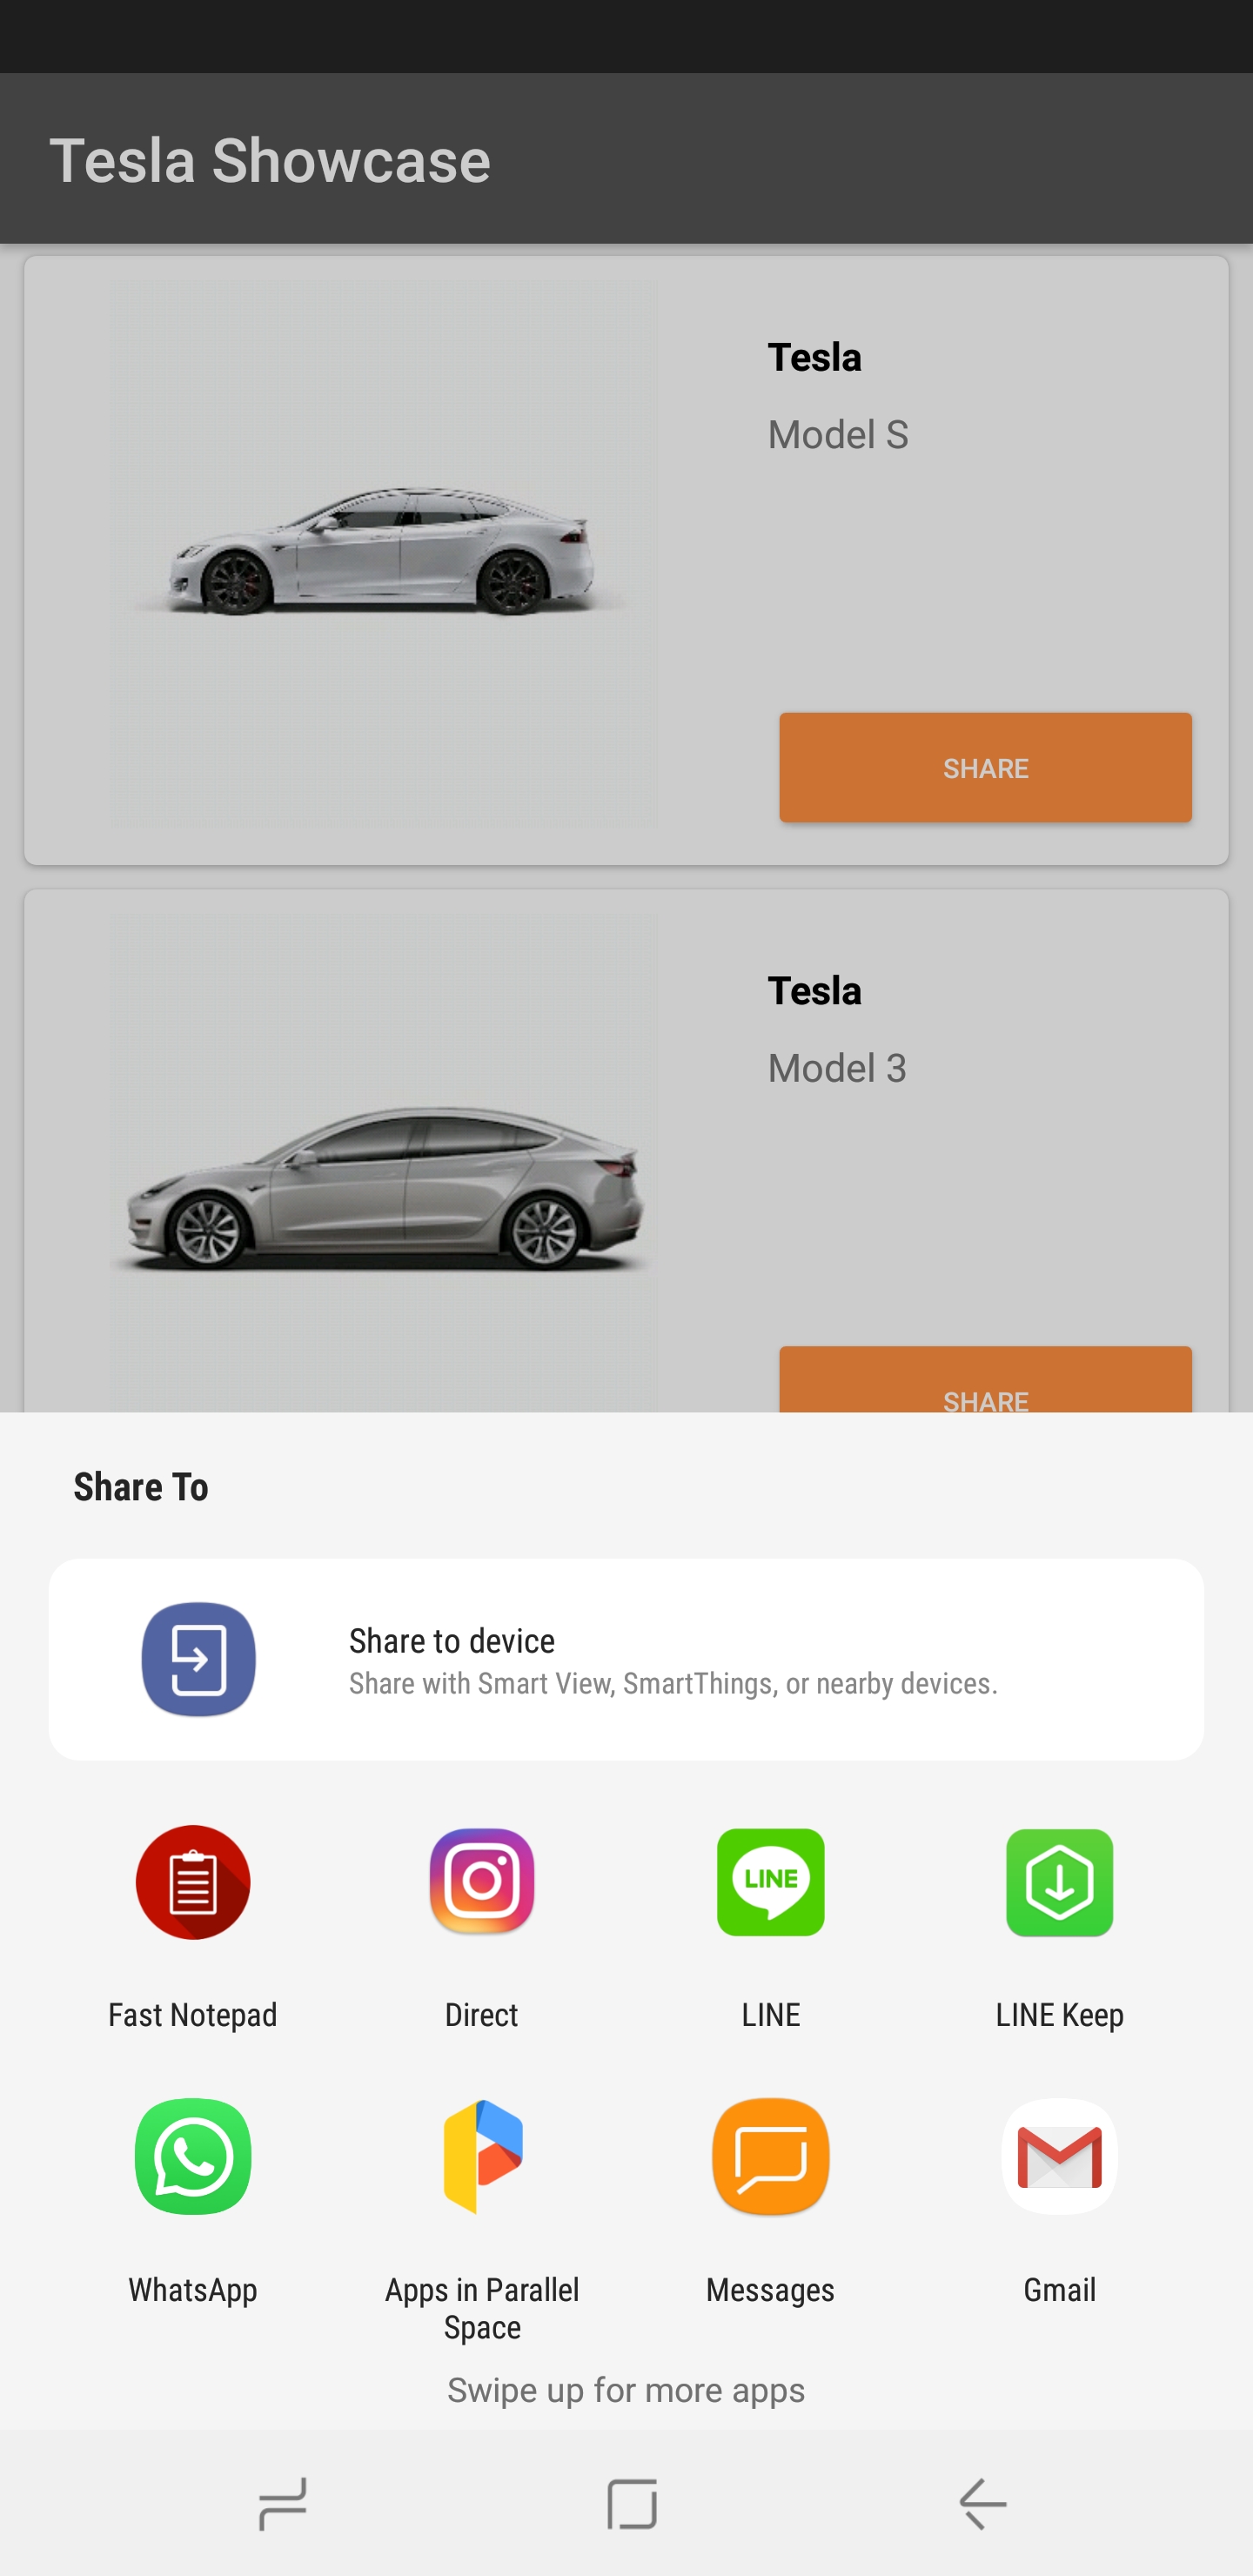 Tesla Showcase
Tesla
Model S
SHARE
Tesla
Model 3
SHARE
Share To
Share to device
Share with Smart View, SmartThings, or nearby devices.
LINE
Fast Notepad
Direct
LINE
LINE Keep
WhatsApp
Apps in Parallel
Space
Messages
Gmail
Swipe up for more apps